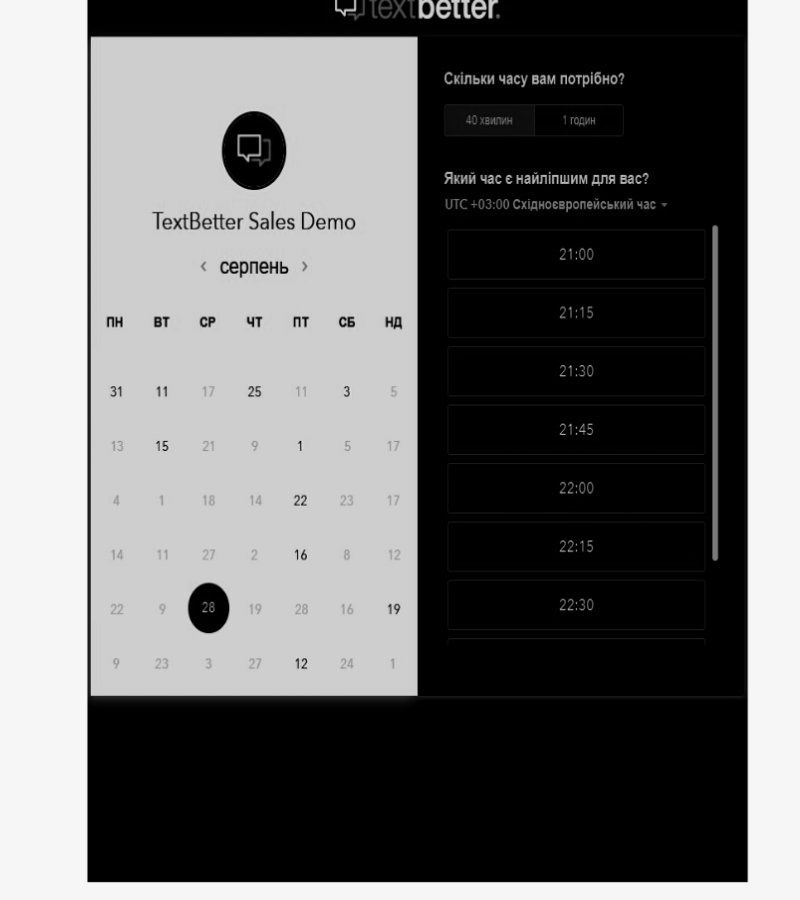 textbetter.
TextBetter Sales Demo
‹ серпень ›
ПН ВТ СР ЧТ ПТ СБ НД
31 11 17 25 11 3 5
13 15 21 9 1 5 17
4 1 18 14 22 23 17
14 11 27 2 16 8 12
22 9 28 19 28 16 19
9 23 3 27 12 24 1
Скільки часу вам потрібно?
40 хвилин 1 годин
Який час є найліпшим для вас?
UTC +03:00 Східноєвропейський час
21:00
21:15
21:30
21:45
22:00
22:15
22:30